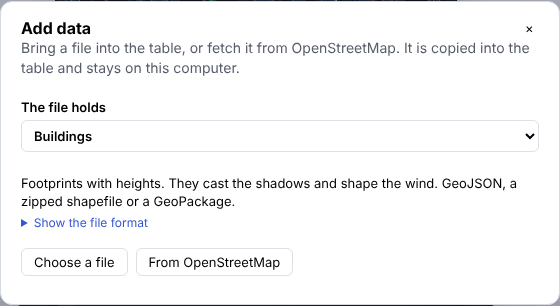 Add data
×
Bring a file into the table, or fetch it from OpenStreetMap. It is copied into the
table and stays on this computer.
The file holds
Buildings
Footprints with heights. They cast the shadows and shape the wind. GeoJSON, a
zipped shapefile or a GeoPackage.
Show the file format
Choose a file
From OpenStreetMap